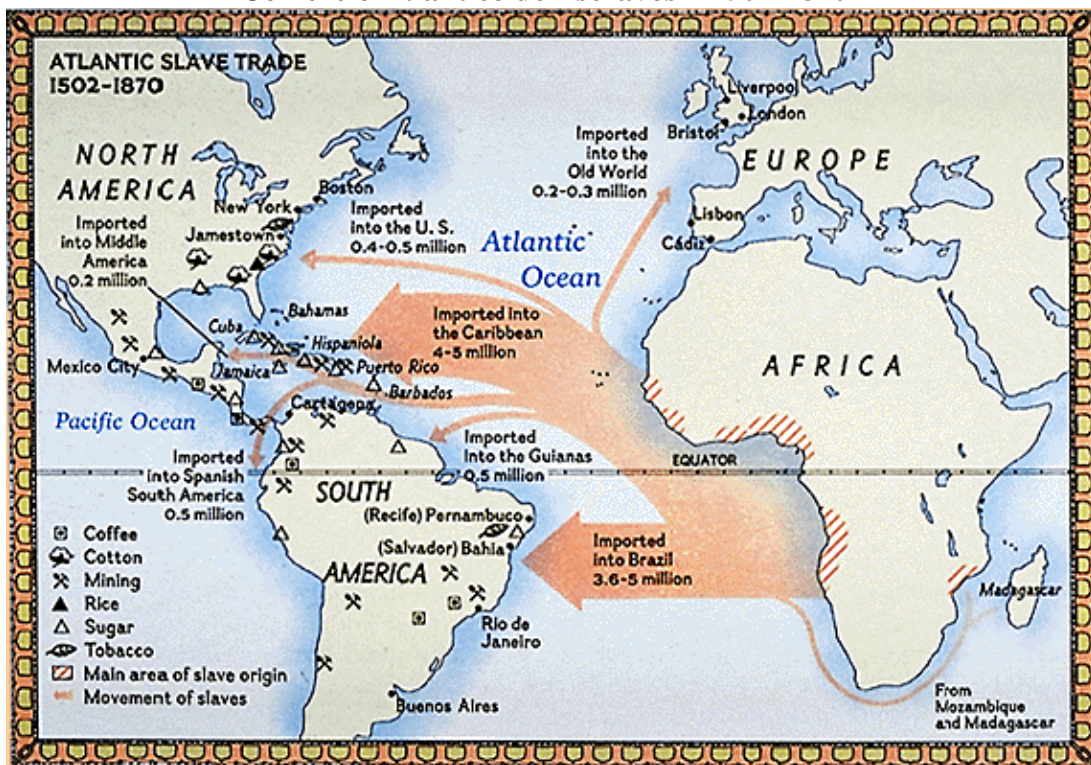 ATLANTIC SLAVE TRADE
1502–1870
NORTH
AMERICA
Imported
into Middle
America
0.2 million
Boston
New York
Jamestown
Imported
into the U. S.
0.4-0.5 million
Atlantic
Ocean
Imported
into the
Old World
0.2-0.3 million
Liverpool
London
Bristol
EUROPE
Lisbon
Cádiz
Bahamas
Cuba
Hispaniola
Jamaica
Puerto Rico
Barbados
Mexico City
Cartagena
Imported into
the Caribbean
4-5 million
AFRICA
Pacific Ocean
Imported
into Spanish
South America
0.5 million
Imported
Into the Guianas
0.5 million
EQUATOR
SOUTH
AMERICA
(Recife) Pernambuco
(Salvador) Bahia
Imported
into Brazil
3.6-5 million
Rio de
Janeiro
Buenos Aires
Madagascar
From
Mozambique
and Madagascar
Coffee
Cotton
Mining
Rice
Sugar
Tobacco
Main area of slave origin
Movement of slaves